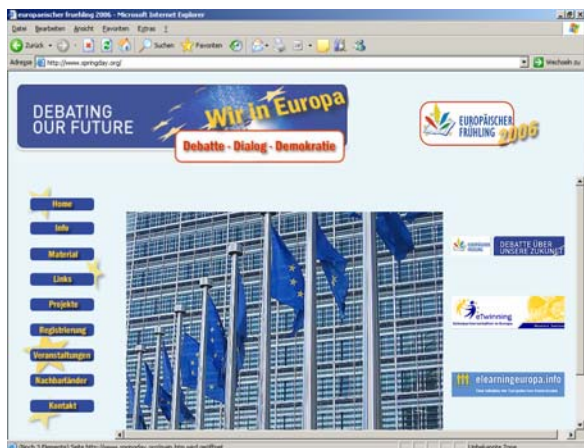 europaeischer fruehling 2006 - Microsoft Internet Explorer
Datei Bearbeiten Ansicht Favoriten Extras ?
Zurück Suchen Favoriten
Adresse http://www.springday.org/ Wechseln zu
DEBATING
OUR FUTURE
Wir in Europa
Debatte - Dialog - Demokratie
EUROPÄISCHER
FRÜHLING 2006
Home
Info
Material
Links
Projekte
Registrierung
Veranstaltungen
Nachbarländer
Kontakt
DEBATTE ÜBER
UNSERE ZUKUNFT
eTwinning
elearningeuropa.info